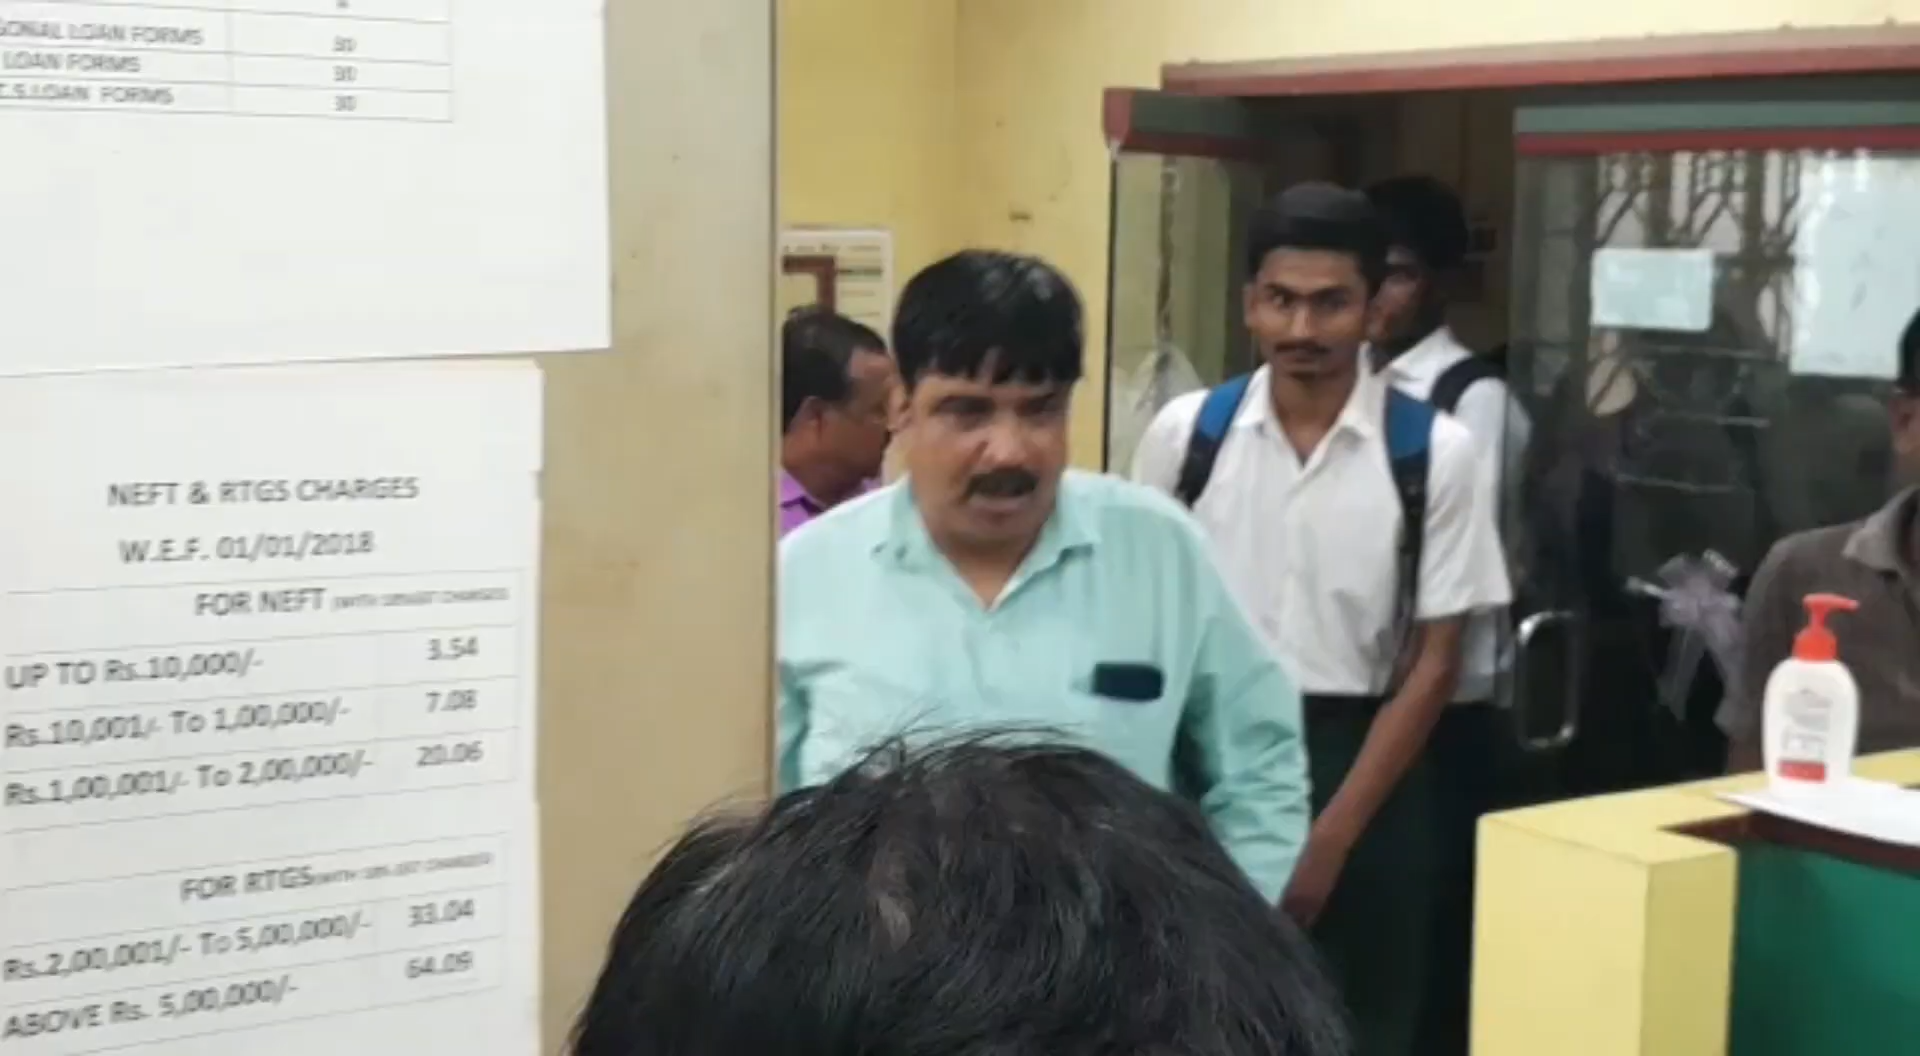 LOAN FORMS 30
LOAN FORMS 30
LOAN FORMS 30
NEFT & RTGS CHARGES
W.E.F. 01/01/2018
FOR NEFT
UP TO Rs.10,000/- 3.54
Rs.10,001/- To 1,00,000/- 7.08
Rs.1,00,001/- To 2,00,000/- 20.06
FOR RTGS
Rs.2,00,001/- To 5,00,000/- 33.04
ABOVE Rs. 5,00,000/- 64.09